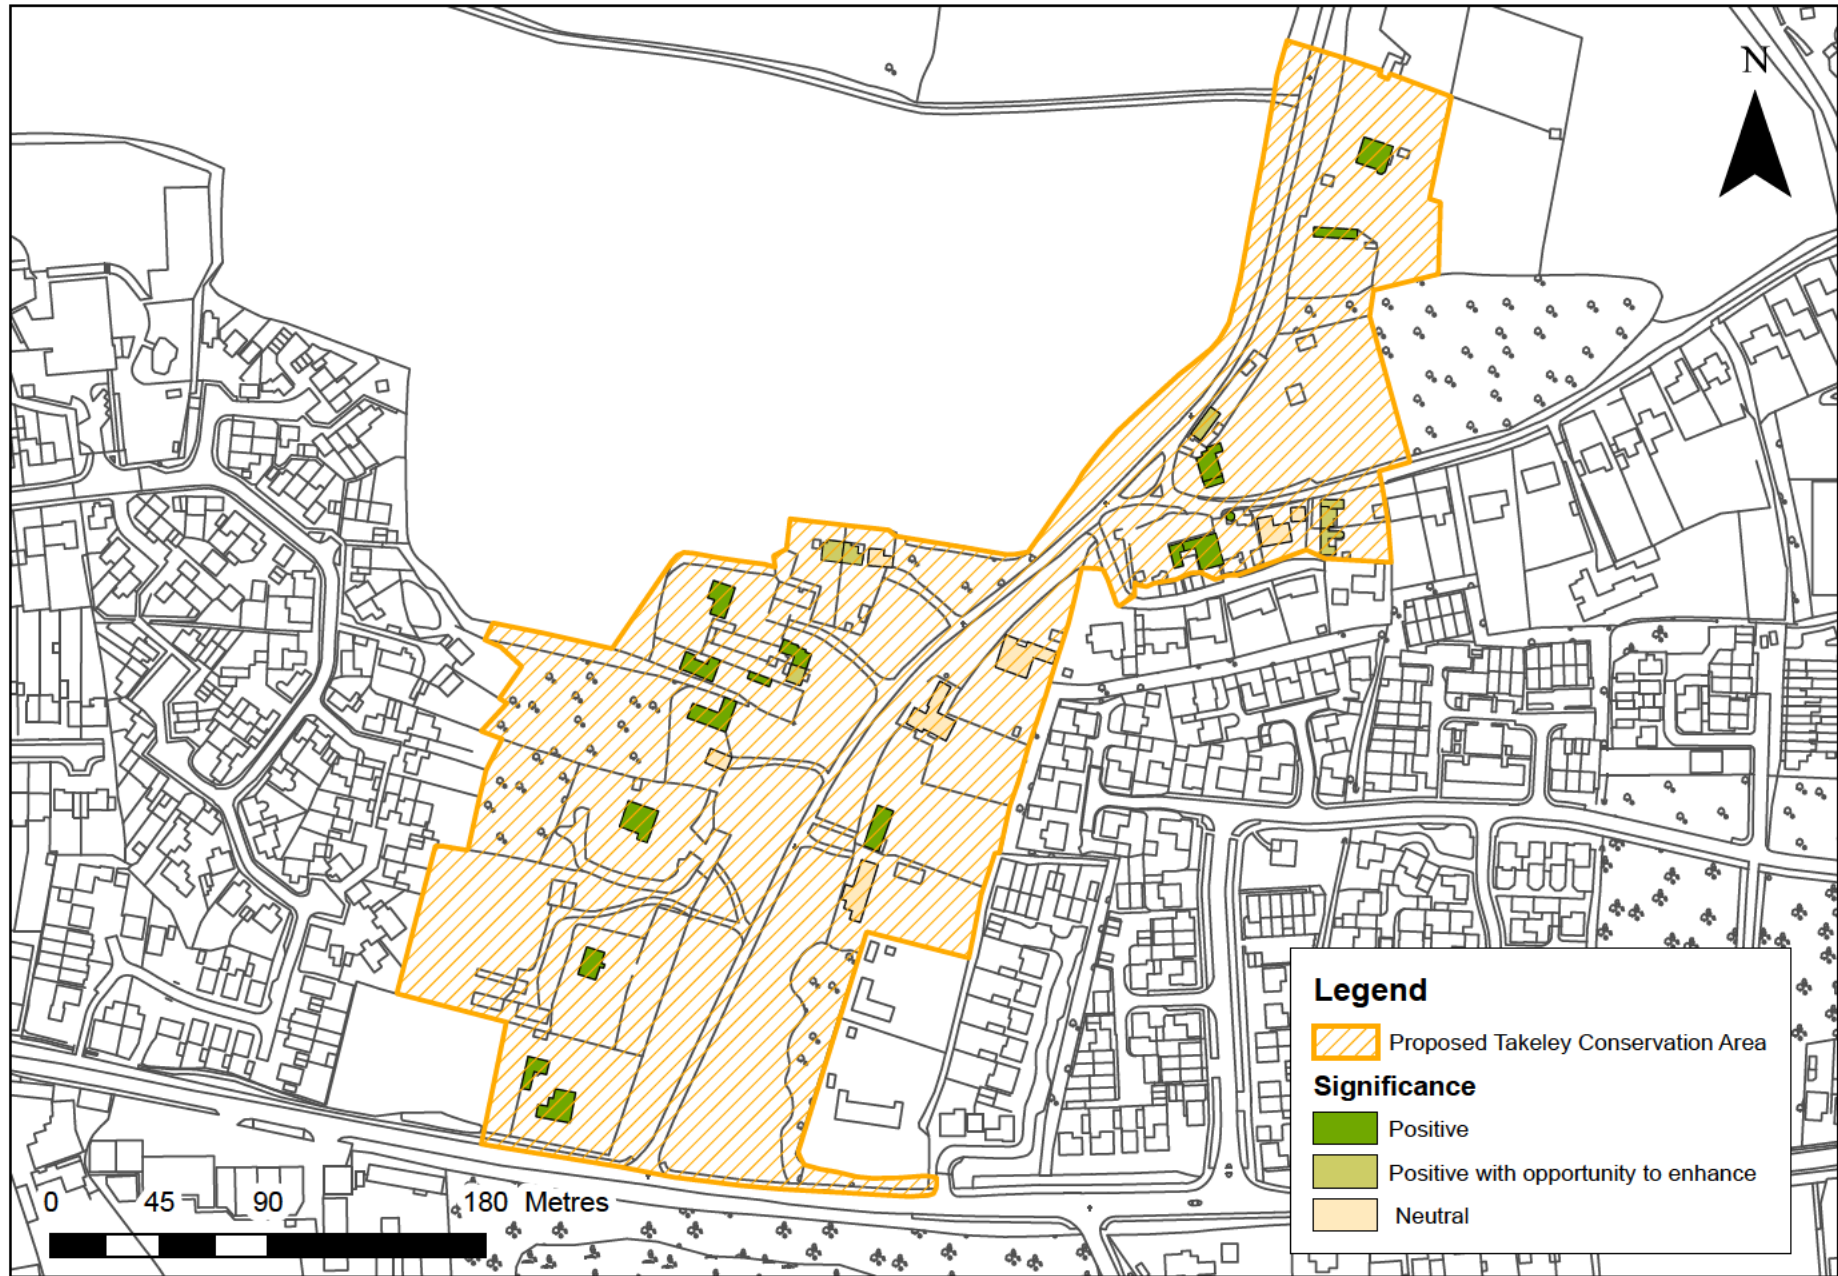 N
Legend
Proposed Takeley Conservation Area
Significance
Positive
Positive with opportunity to enhance
Neutral
0 45 90 180 Metres